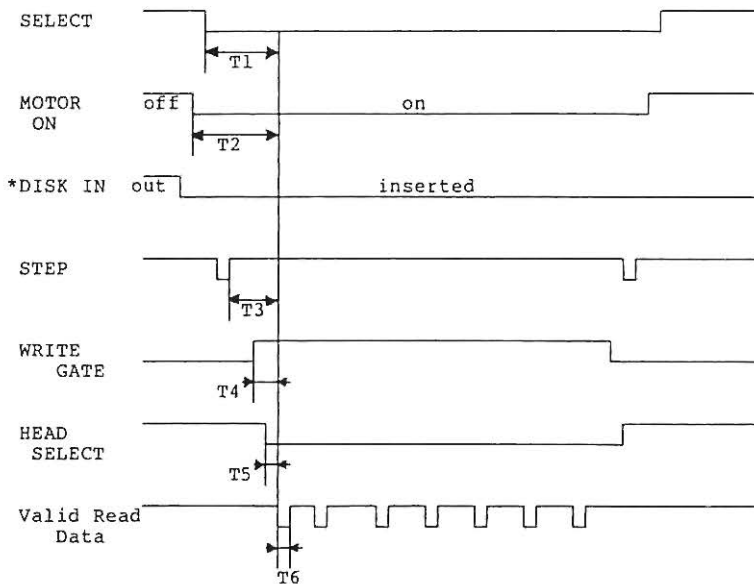 SELECT
T1
MOTOR
ON
off
on
T2
*DISK IN
out
inserted
STEP
T3
WRITE
GATE
T4
HEAD
SELECT
T5
Valid Read
Data
T6